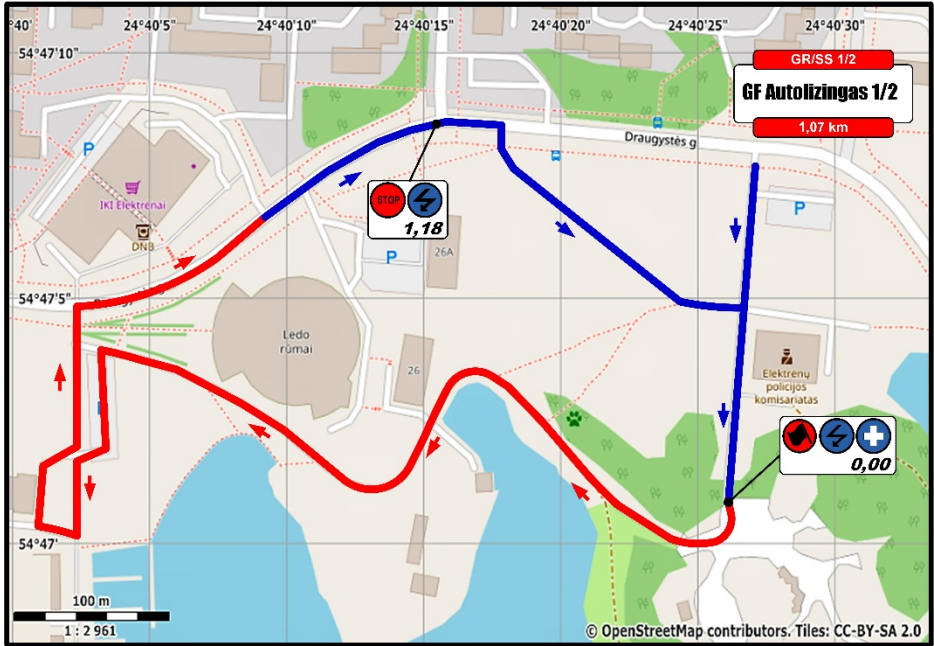 40'
24°40'5"
24°40'10"
24°40'15"
24°40'20"
24°40'25"
24°40'30"
54°47'10"
GR/SS 1/2
GF Autolizingas 1/2
1,07 km
Draugystės g
P
IKI Elektrėnai
DNB
STOP
1,18
P
26A
P
54°47'5"
Ledo
rūmai
26
Elektrėnų
policijos
komisariatas
0,00
54°47'
100 m
1 : 2 961
© OpenStreetMap contributors. Tiles: CC-BY-SA 2.0